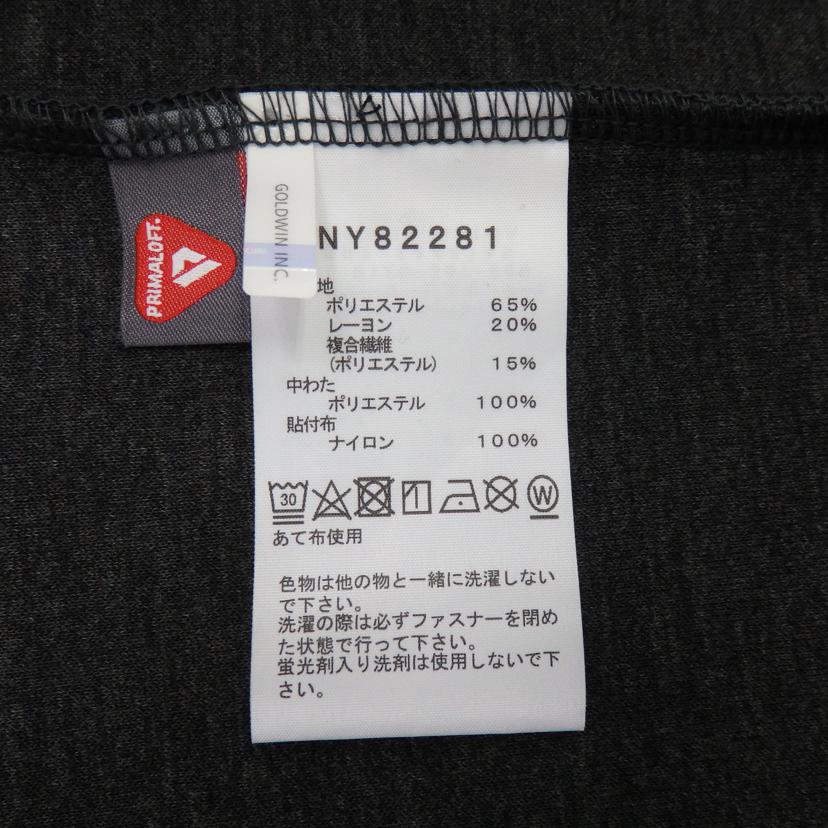 PRIMALOFT®
GOLDWIN INC.
NY82281
地
ポリエステル 65%
レーヨン 20%
複合繊維
(ポリエステル) 15%
中わた
ポリエステル 100%
貼付布
ナイロン 100%
30 W
あて布使用
色物は他の物と一緒に洗濯しない
で下さい。
洗濯の際は必ずファスナーを閉め
た状態で行って下さい。
蛍光剤入り洗剤は使用しないで下
さい。